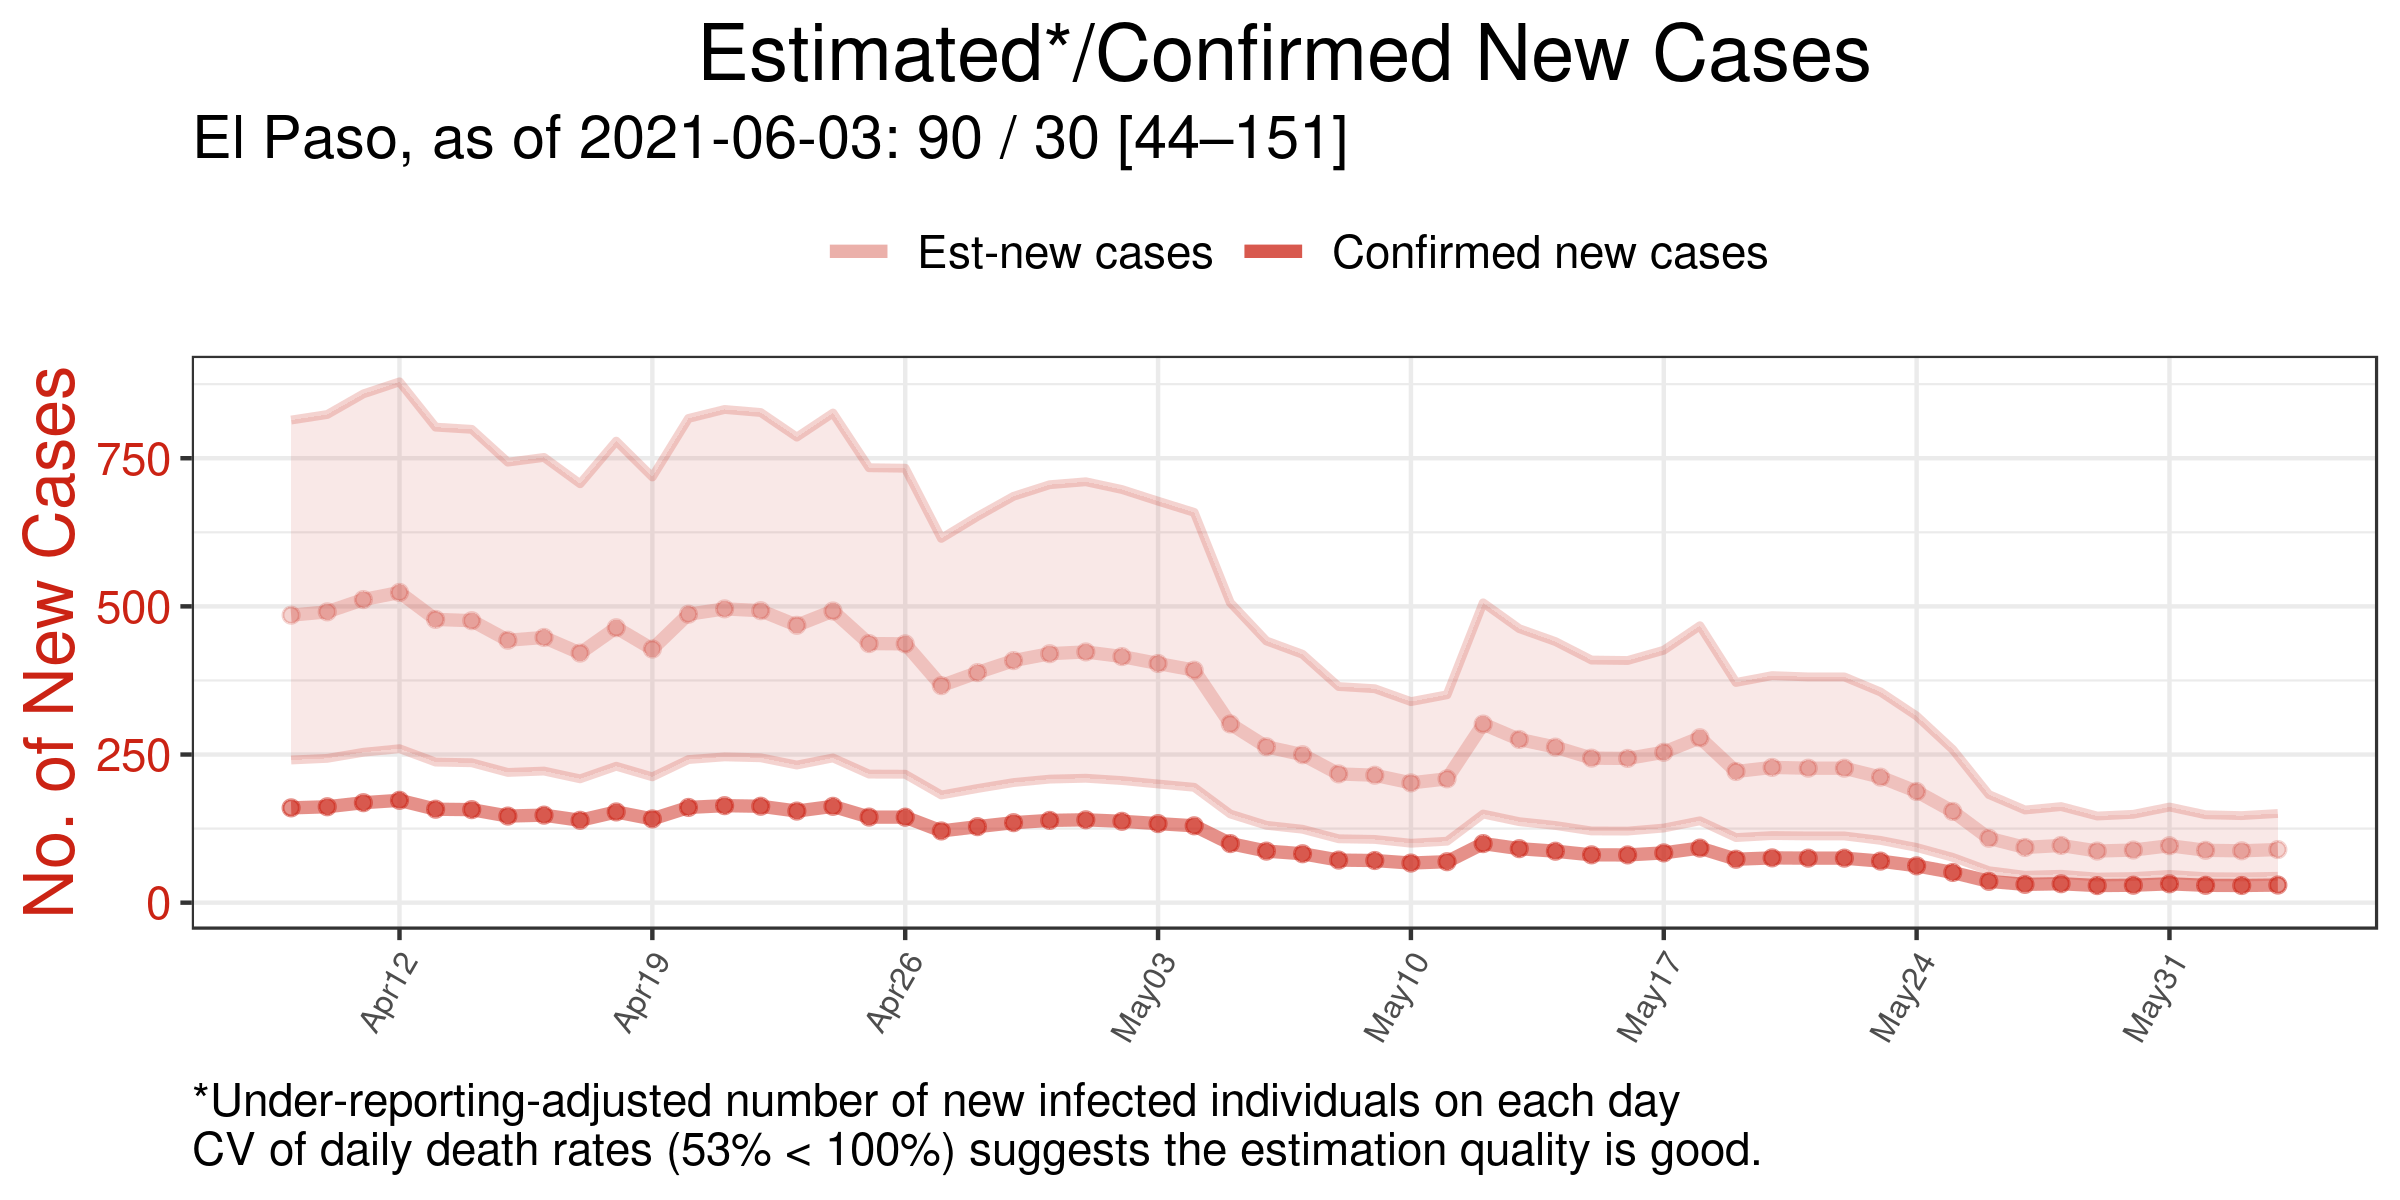 Estimated*/Confirmed New Cases
El Paso, as of 2021-06-03: 90 / 30 [44–151]
Est-new cases
Confirmed new cases
No. of New Cases
750
500
250
0
Apr12
Apr19
Apr26
May03
May10
May17
May24
May31
*Under-reporting-adjusted number of new infected individuals on each day
CV of daily death rates (53% < 100%) suggests the estimation quality is good.